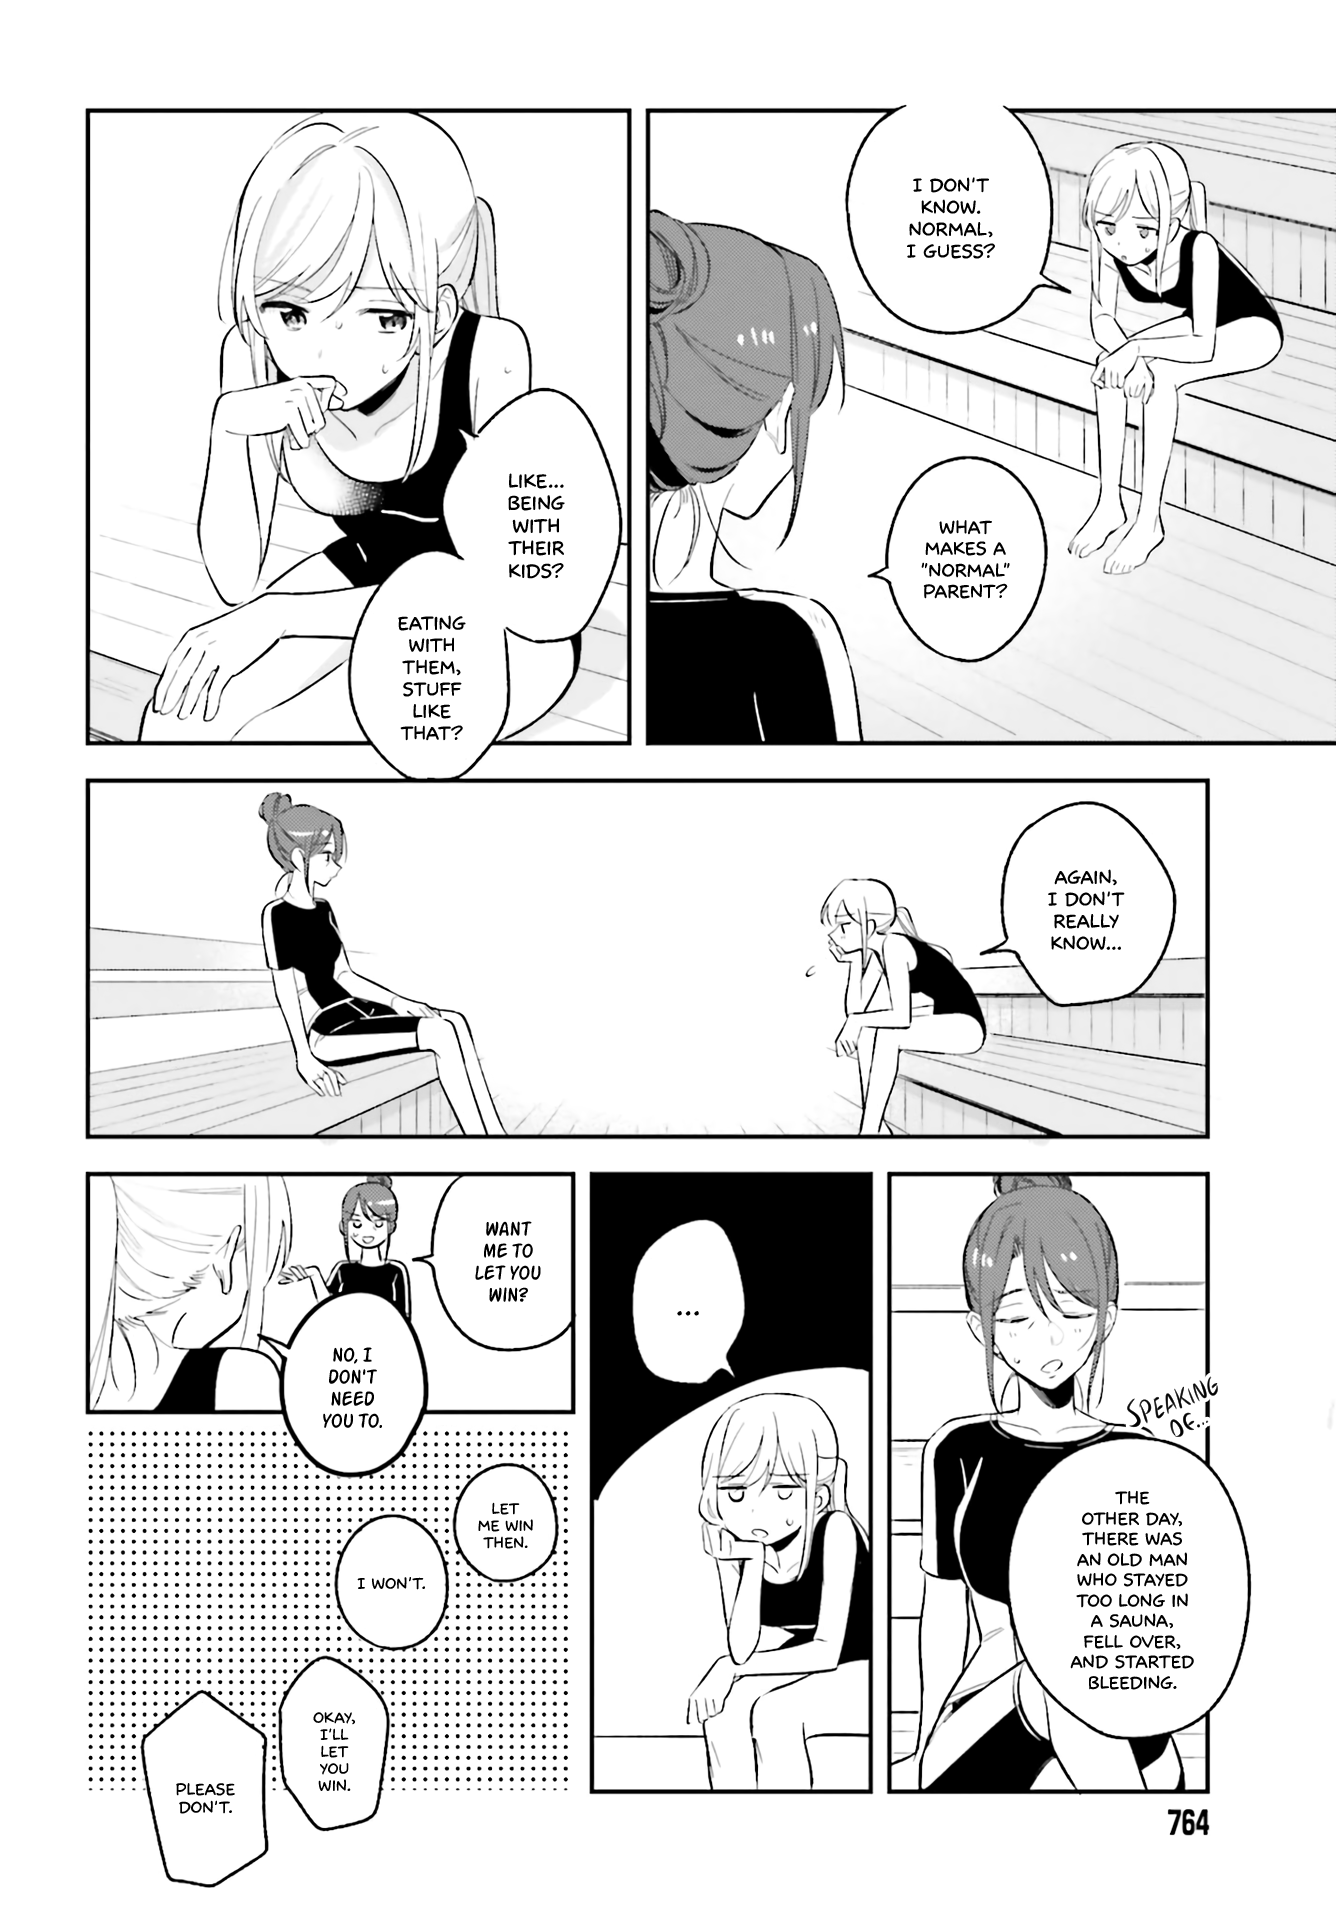 I DON'T
KNOW.
NORMAL,
I GUESS?
WHAT
MAKES A
"NORMAL"
PARENT?
LIKE...
BEING
WITH
THEIR
KIDS?
EATING
WITH
THEM,
STUFF
LIKE
THAT?
AGAIN,
I DON'T
REALLY
KNOW...
SPEAKING
OF...
THE
OTHER DAY,
THERE WAS
AN OLD MAN
WHO STAYED
TOO LONG IN
A SAUNA,
FELL OVER,
AND STARTED
BLEEDING.
...
WANT
ME TO
LET YOU
WIN?
NO, I
DON'T
NEED
YOU TO.
LET
ME WIN
THEN.
I WON'T.
OKAY,
I'LL
LET
YOU
WIN.
PLEASE
DON'T.
764